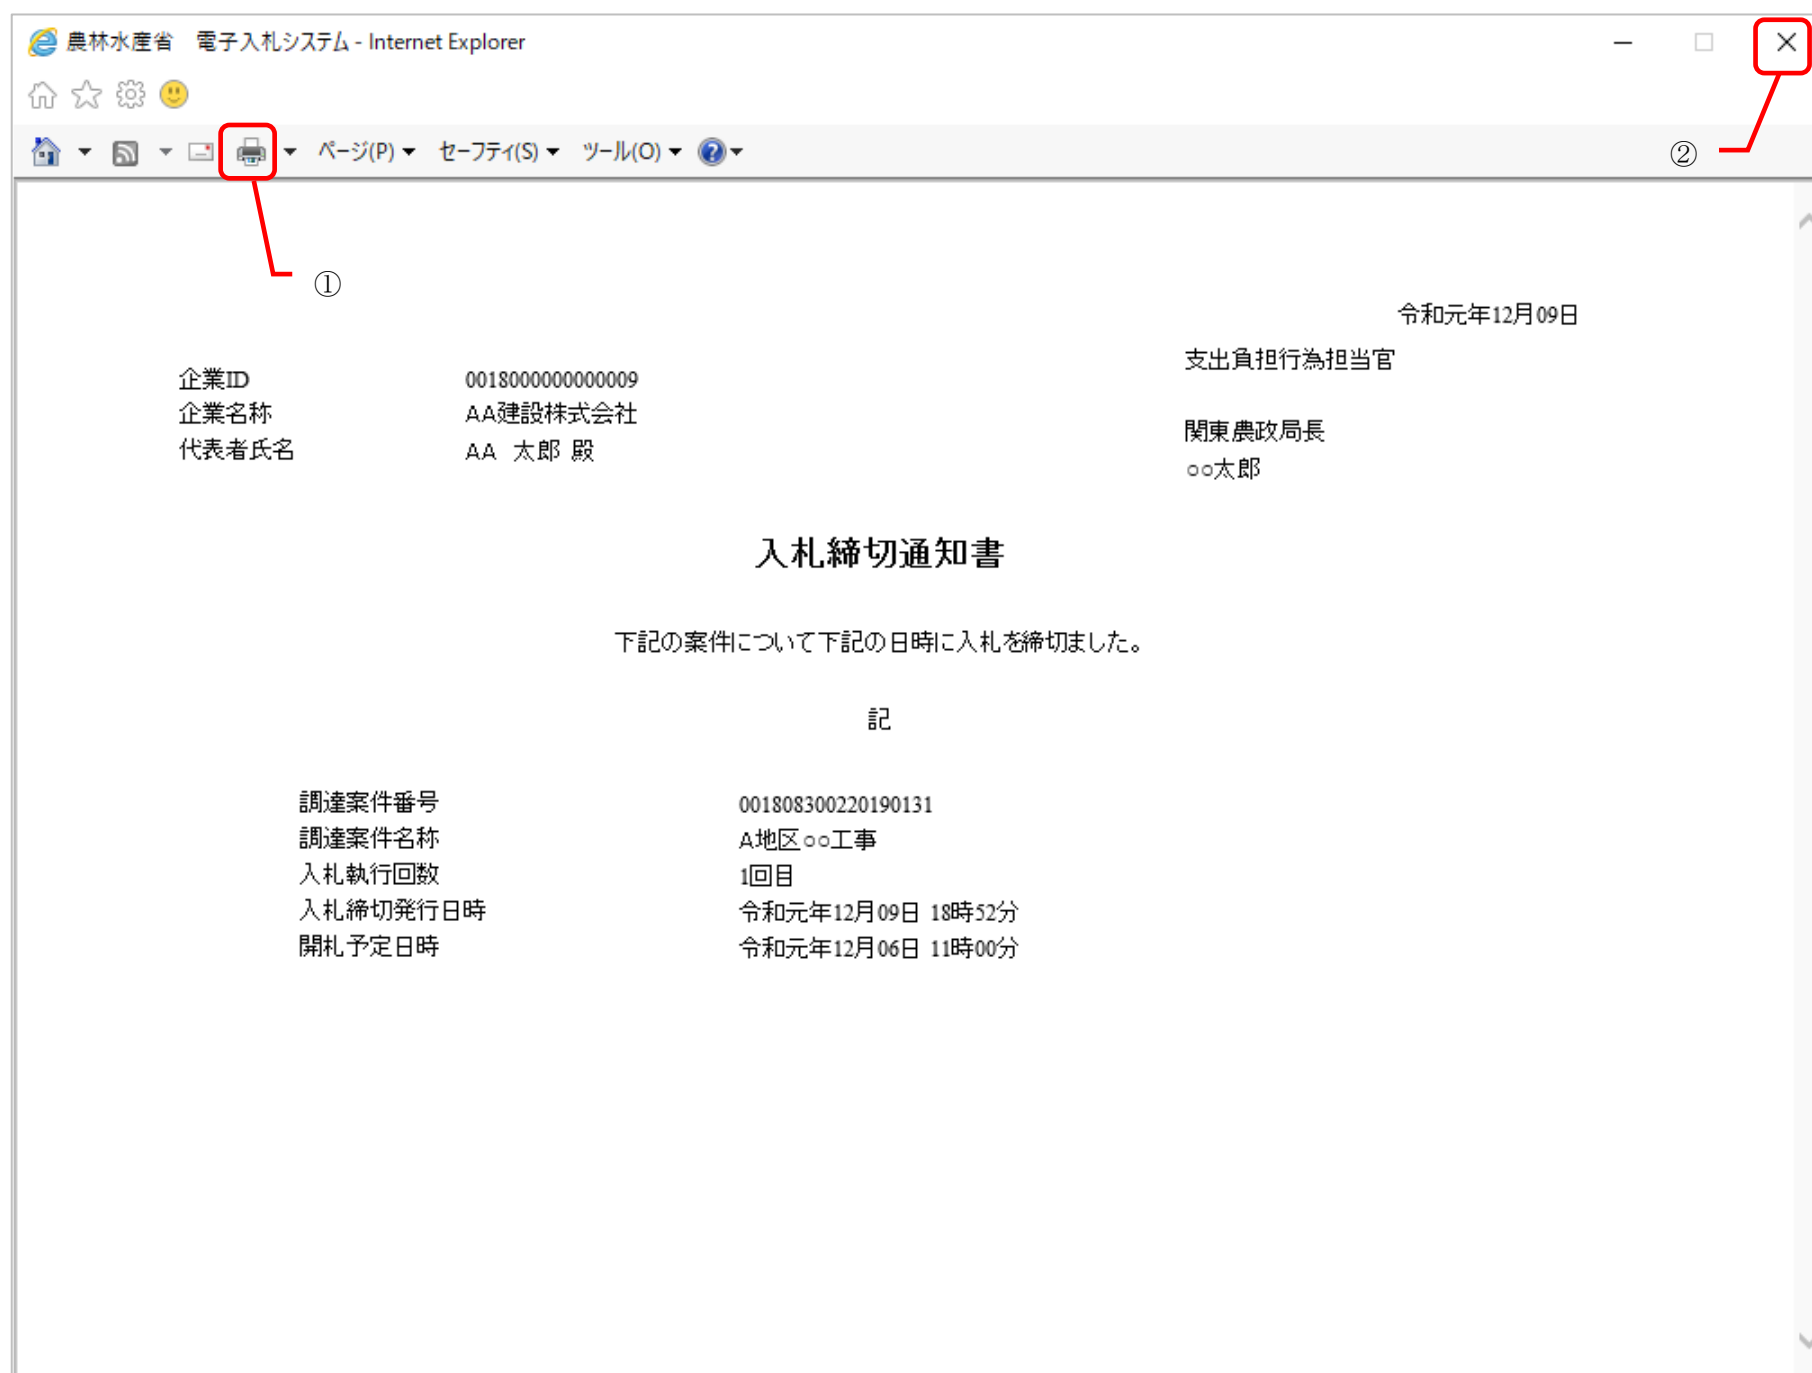 農林水産省　電子入札システム - Internet Explorer
ページ(P) セーフティ(S) ツール(O)
②
①
令和元年12月09日
支出負担行為担当官
企業ID 0018000000000009
企業名称 AA建設株式会社
関東農政局長
代表者氏名 AA 太郎 殿
○○太郎
入札締切通知書
下記の案件について下記の日時に入札を締切ました。
記
調達案件番号 001808300220190131
調達案件名称 A地区○○工事
入札執行回数 1回目
入札締切発行日時 令和元年12月09日 18時52分
開札予定日時 令和元年12月06日 11時00分